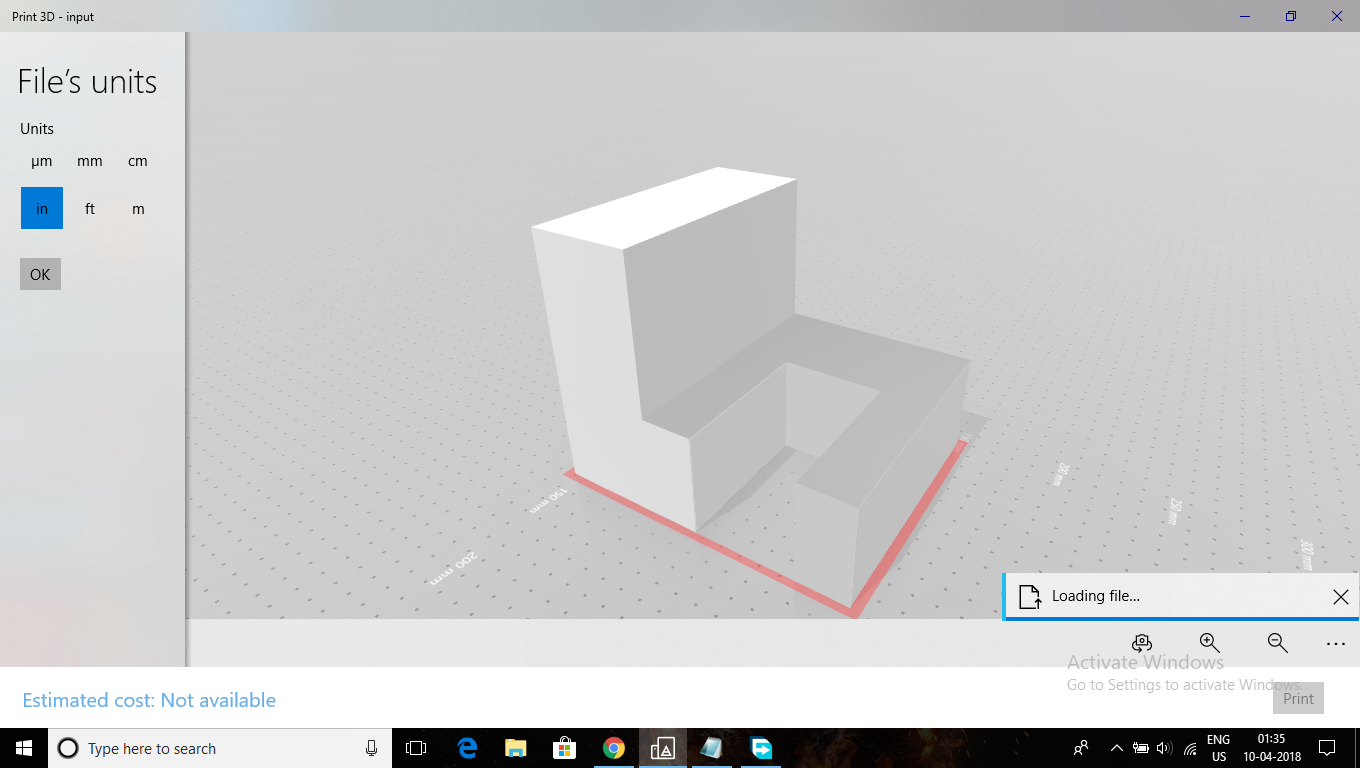 Print 3D - input
File's units
Units
µm mm cm
in ft m
OK
150 mm
200 mm
200 mm
250 mm
300 mm
Loading file...
Activate Windows
Go to Settings to activate Windows.
Estimated cost: Not available
Print
Type here to search
ENG
US
01:35
10-04-2018